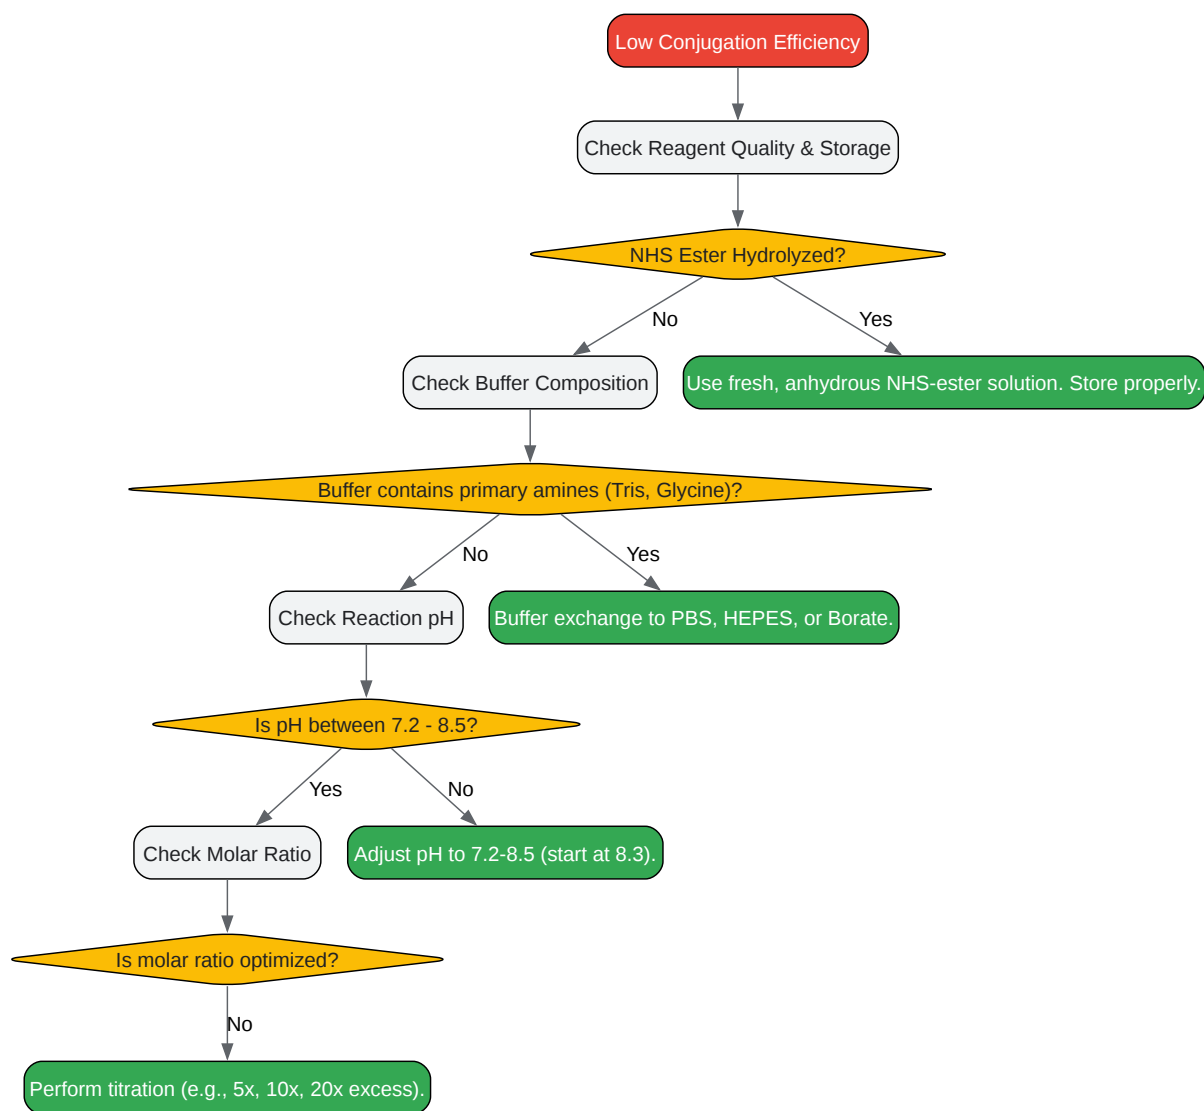 Low Conjugation Efficiency
Check Reagent Quality & Storage
NHS Ester Hydrolyzed?
No
Yes
Check Buffer Composition
Use fresh, anhydrous NHS-ester solution. Store properly.
Buffer contains primary amines (Tris, Glycine)?
No
Yes
Check Reaction pH
Buffer exchange to PBS, HEPES, or Borate.
Is pH between 7.2 - 8.5?
Yes
No
Check Molar Ratio
Adjust pH to 7.2-8.5 (start at 8.3).
Is molar ratio optimized?
No
Perform titration (e.g., 5x, 10x, 20x excess).